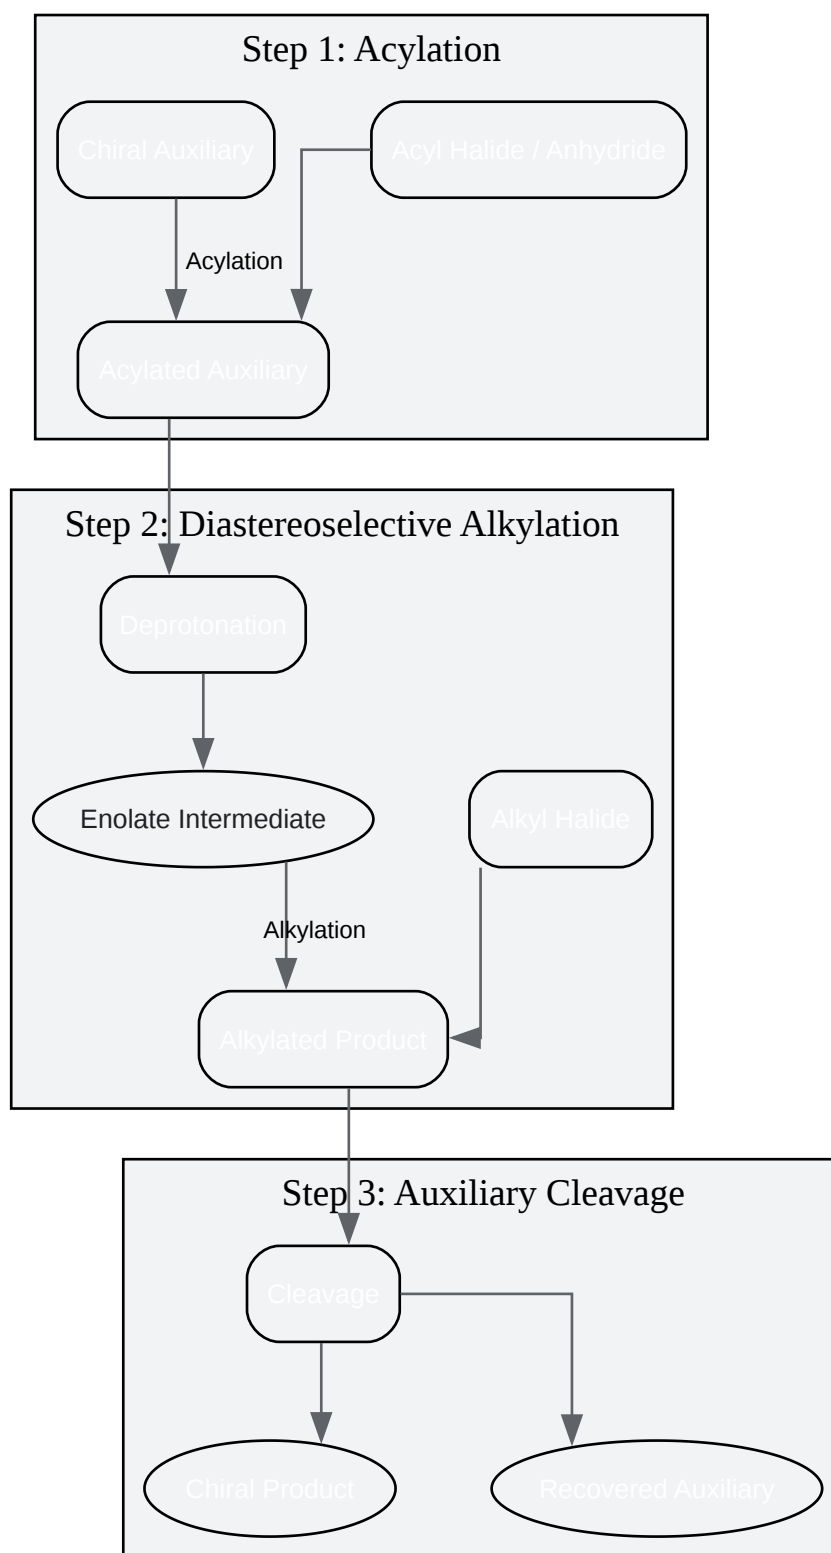 Step 1: Acylation
Chiral Auxiliary
Acyl Halide / Anhydride
Acylation
Acylated Auxiliary
Step 2: Diastereoselective Alkylation
Deprotonation
Enolate Intermediate
Alkyl Halide
Alkylation
Alkylated Product
Step 3: Auxiliary Cleavage
Cleavage
Chiral Product
Recovered Auxiliary